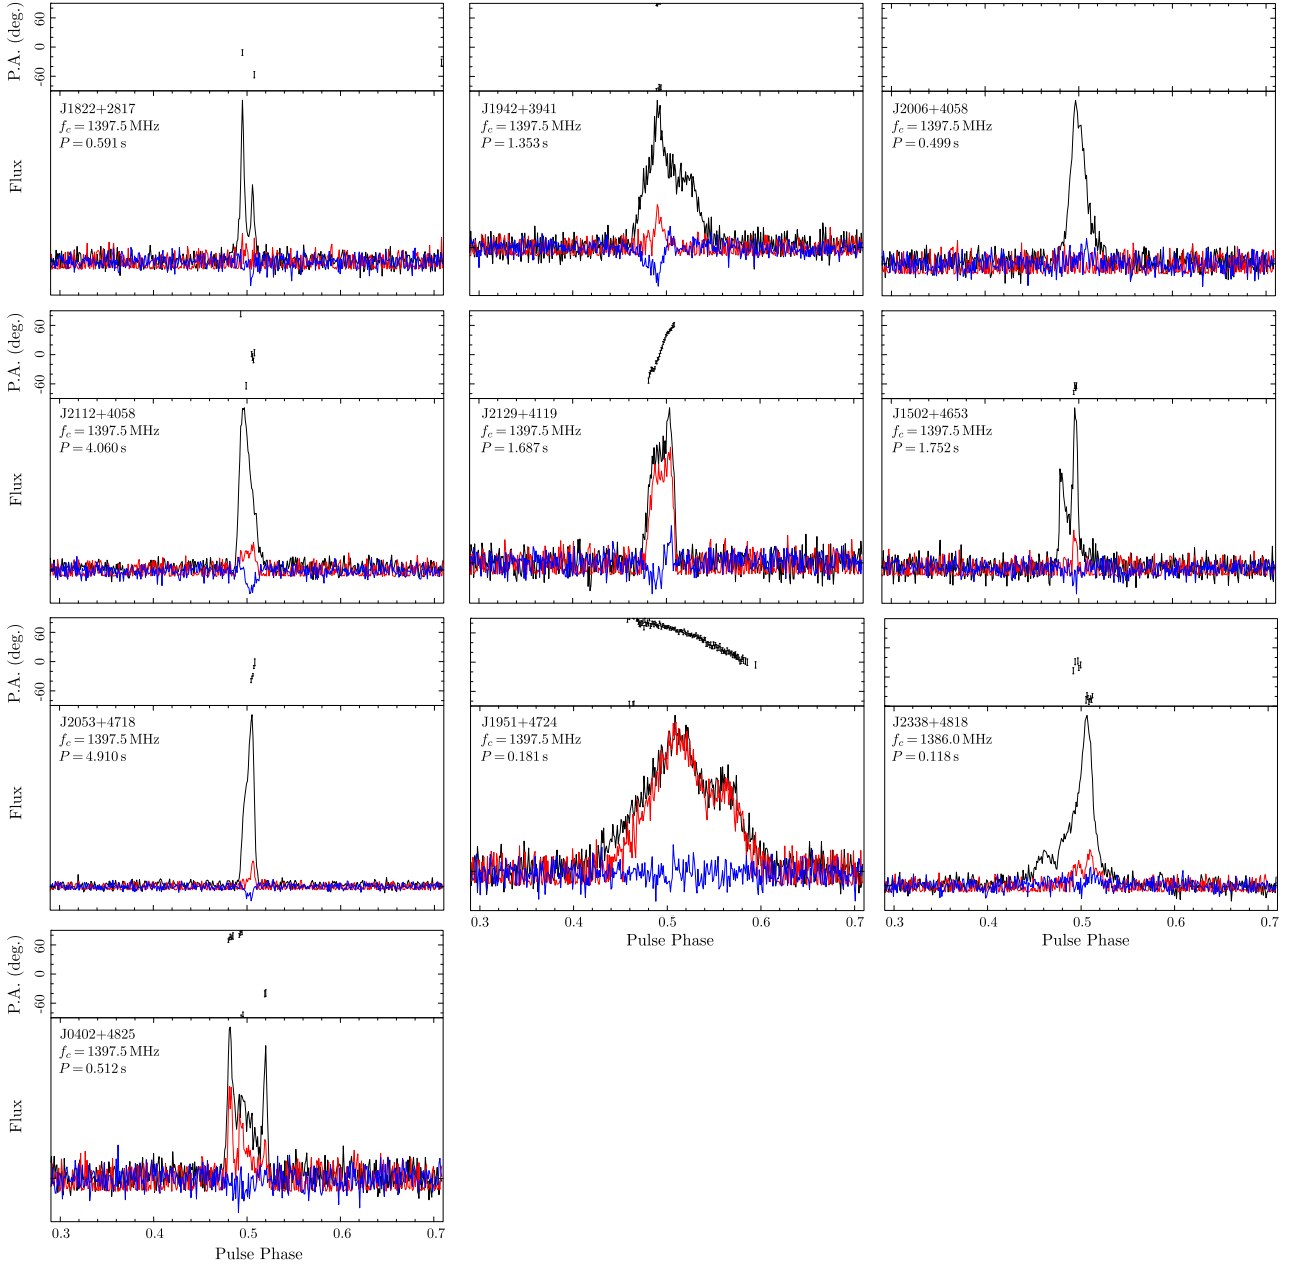 P.A. (deg.)
60
0
-60
Flux
J1822+2817
f_c = 1397.5 MHz
P = 0.591 s
J1942+3941
f_c = 1397.5 MHz
P = 1.353 s
J2006+4058
f_c = 1397.5 MHz
P = 0.499 s
P.A. (deg.)
60
0
-60
Flux
J2112+4058
f_c = 1397.5 MHz
P = 4.060 s
J2129+4119
f_c = 1397.5 MHz
P = 1.687 s
J1502+4653
f_c = 1397.5 MHz
P = 1.752 s
P.A. (deg.)
60
0
-60
Flux
J2053+4718
f_c = 1397.5 MHz
P = 4.910 s
J1951+4724
f_c = 1397.5 MHz
P = 0.181 s
0.3 0.4 0.5 0.6 0.7
Pulse Phase
J2338+4818
f_c = 1386.0 MHz
P = 0.118 s
0.3 0.4 0.5 0.6 0.7
Pulse Phase
P.A. (deg.)
60
0
-60
Flux
J0402+4825
f_c = 1397.5 MHz
P = 0.512 s
0.3 0.4 0.5 0.6 0.7
Pulse Phase